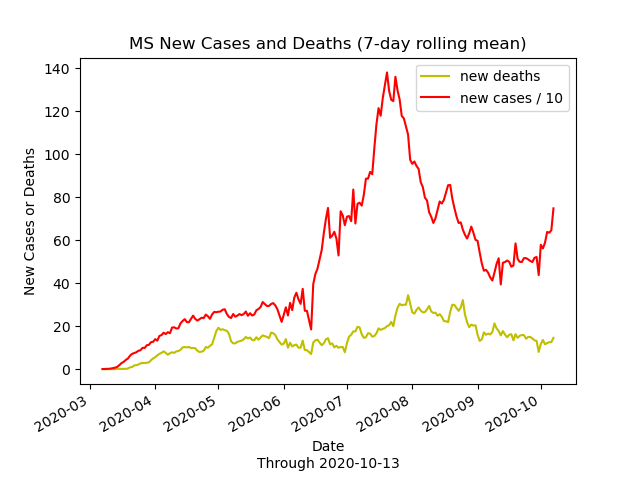 MS New Cases and Deaths (7-day rolling mean)
new deaths
new cases / 10
New Cases or Deaths
140
120
100
80
60
40
20
0
2020-03
2020-04
2020-05
2020-06
2020-07
2020-08
2020-09
2020-10
Date
Through 2020-10-13